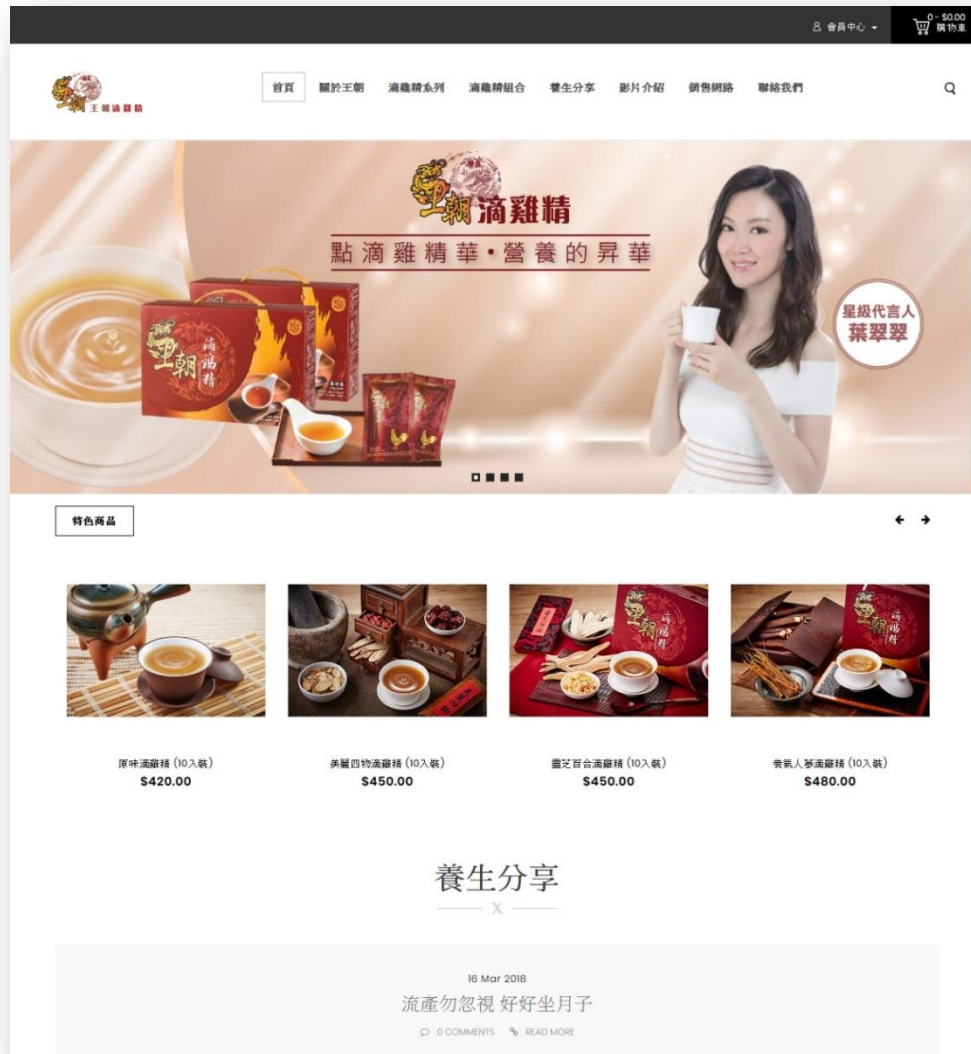 會員中心
0 - $0.00
購物車
王朝滴雞精
首頁 關於王朝 滴雞精系列 滴雞精組合 養生分享 影片介紹 銷售網路 聯絡我們
王朝滴雞精
點滴雞精華•營養的昇華
星級代言人
葉翠翠
王朝
滴鷄精
特色商品
原味滴雞精 (10入裝)
$420.00
美麗四物滴雞精 (10入裝)
$450.00
靈芝百合滴雞精 (10入裝)
$450.00
養氣人蔘滴雞精 (10入裝)
$480.00
養生分享
16 Mar 2018
流產勿忽視 好好坐月子
0 COMMENTS READ MORE